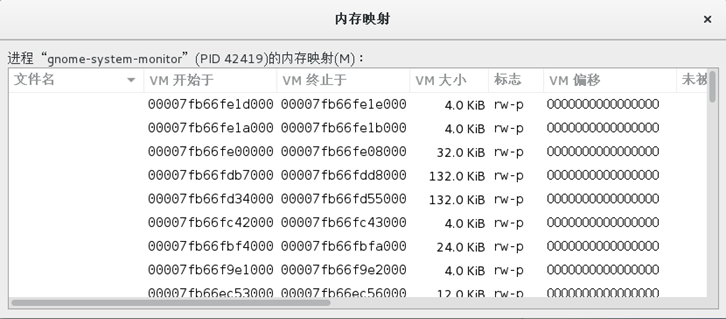 内存映射
进程“gnome-system-monitor”(PID 42419)的内存映射(M)：
文件名 VM 开始于 VM 终止于 VM 大小 标志 VM 偏移 未被
00007fb66fe1d000 00007fb66fe1e000 4.0 KiB rw-p 0000000000000000
00007fb66fe1a000 00007fb66fe1b000 4.0 KiB rw-p 0000000000000000
00007fb66fe00000 00007fb66fe08000 32.0 KiB rw-p 0000000000000000
00007fb66fdb7000 00007fb66fdd8000 132.0 KiB rw-p 0000000000000000
00007fb66fd34000 00007fb66fd55000 132.0 KiB rw-p 0000000000000000
00007fb66fc42000 00007fb66fc43000 4.0 KiB rw-p 0000000000000000
00007fb66fbf4000 00007fb66fbfa000 24.0 KiB rw-p 0000000000000000
00007fb66f9e1000 00007fb66f9e2000 4.0 KiB rw-p 0000000000000000
00007fb66ec53000 00007fb66ec56000 12.0 KiB rw-p 0000000000000000